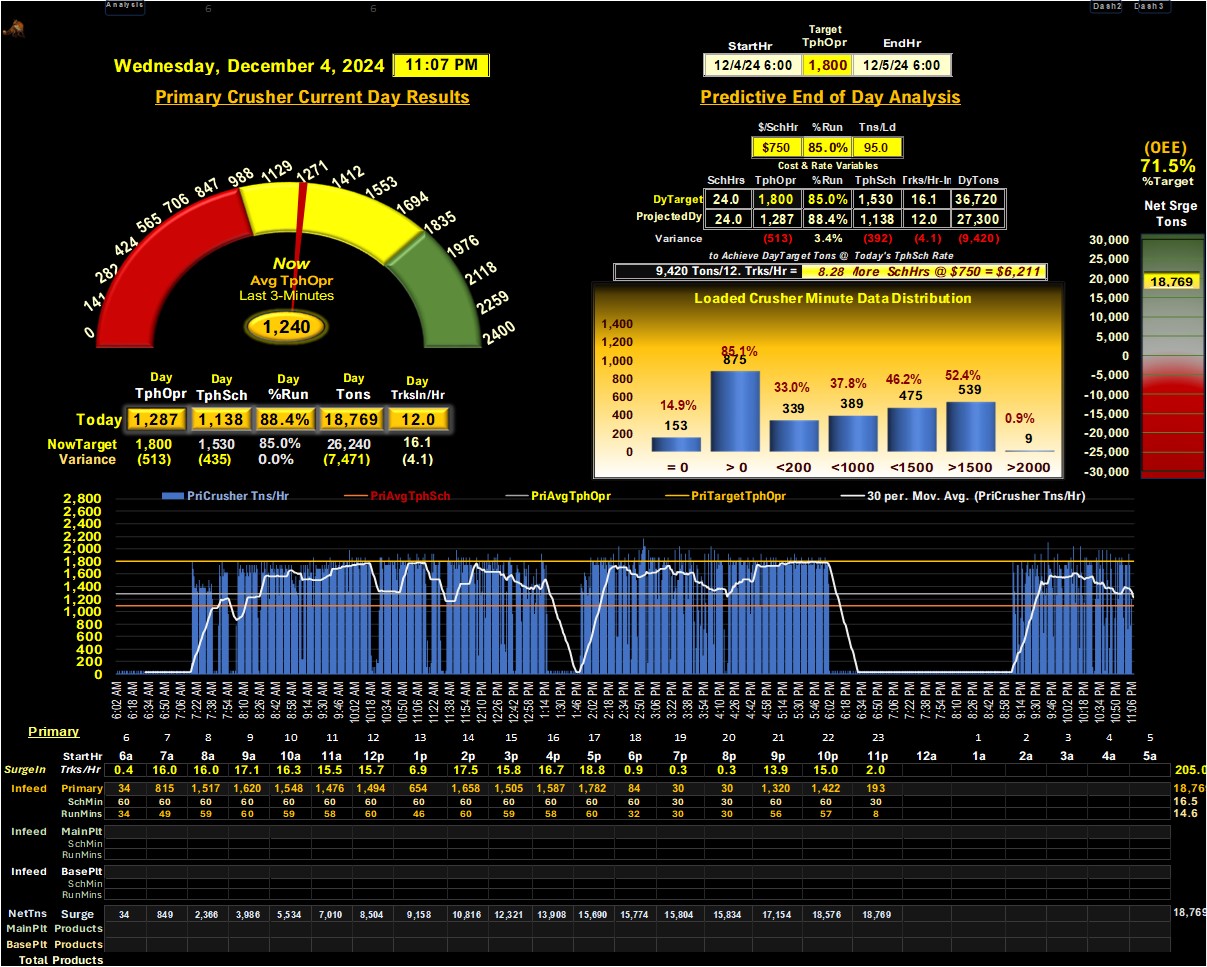 Analysis 6 6 Dash2 Dash3
Target
StartHr TphOpr EndHr
Wednesday, December 4, 2024 11:07 PM 12/4/24 6:00 1,800 12/5/24 6:00
Primary Crusher Current Day Results Predictive End of Day Analysis
$/SchHr %Run Tns/Ld
$750 85.0% 95.0
Cost & Rate Variables
SchHrs TphOpr %Run TphSch Trks/Hr-In DyTons
DyTarget 24.0 1,800 85.0% 1,530 16.1 36,720
ProjectedDy 24.0 1,287 88.4% 1,138 12.0 27,300
Variance (513) 3.4% (392) (4.1) (9,420)
to Achieve DayTarget Tons @ Today's TphSch Rate
9,420 Tons/12. Trks/Hr = 8.28 More SchHrs @ $750 = $6,211
(OEE)
71.5%
%Target
Net Srge
Tons
30,000
25,000
20,000
18,769
15,000
10,000
5,000
0
-5,000
-10,000
-15,000
-20,000
-25,000
-30,000
0 141 282 424 565 706 847 988 1129 1271 1412 1553 1694 1835 1976 2118 2259 2400
Now
Avg TphOpr
Last 3-Minutes
1,240
Day Day Day Day Day
TphOpr TphSch %Run Tons TrksIn/Hr
Today 1,287 1,138 88.4% 18,769 12.0
NowTarget 1,800 1,530 85.0% 26,240 16.1
Variance (513) (435) 0.0% (7,471) (4.1)
Loaded Crusher Minute Data Distribution
1,400
1,200
1,000
800
600
400
200
0
14.9% 85.1% 33.0% 37.8% 46.2% 52.4% 0.9%
153 875 339 389 475 539 9
= 0 > 0 <200 <1000 <1500 >1500 >2000
PriCrusher Tns/Hr PriAvgTphSch PriAvgTphOpr PriTargetTphOpr 30 per. Mov. Avg. (PriCrusher Tns/Hr)
2,800
2,600
2,400
2,200
2,000
1,800
1,600
1,400
1,200
1,000
800
600
400
200
0
6:02 AM 6:18 AM 6:34 AM 6:50 AM 7:06 AM 7:22 AM 7:38 AM 7:54 AM 8:10 AM 8:26 AM 8:42 AM 8:58 AM 9:14 AM 9:30 AM 9:46 AM 10:02 AM 10:18 AM 10:34 AM 10:50 AM 11:06 AM 11:22 AM 11:38 AM 11:54 AM 12:10 PM 12:26 PM 12:42 PM 12:58 PM 1:14 PM 1:30 PM 1:46 PM 2:02 PM 2:18 PM 2:34 PM 2:50 PM 3:06 PM 3:22 PM 3:38 PM 3:54 PM 4:10 PM 4:26 PM 4:42 PM 4:58 PM 5:14 PM 5:30 PM 5:46 PM 6:02 PM 6:18 PM 6:34 PM 6:50 PM 7:06 PM 7:22 PM 7:38 PM 7:54 PM 8:10 PM 8:26 PM 8:42 PM 8:58 PM 9:14 PM 9:30 PM 9:46 PM 10:02 PM 10:18 PM 10:34 PM 10:50 PM 11:06 PM
Primary 6 7 8 9 10 11 12 13 14 15 16 17 18 19 20 21 22 23 1 2 3 4 5
StartHr 6a 7a 8a 9a 10a 11a 12p 1p 2p 3p 4p 5p 6p 7p 8p 9p 10p 11p 12a 1a 2a 3a 4a 5a
SurgeIn Trks/Hr 0.4 16.0 16.0 17.1 16.3 15.5 15.7 6.9 17.5 15.8 16.7 18.8 0.9 0.3 0.3 13.9 15.0 2.0 205.0
Infeed Primary 34 815 1,517 1,620 1,548 1,476 1,494 654 1,658 1,505 1,587 1,782 84 30 30 1,320 1,422 193 18,769
SchMin 60 60 60 60 60 60 60 60 60 60 60 60 60 30 30 60 60 30 16.5
RunMins 34 49 59 60 59 58 60 46 60 59 58 60 32 30 30 56 57 8 14.6
Infeed MainPlt
SchMin
RunMins
Infeed BasePlt
SchMin
RunMins
NetTns Surge 34 849 2,366 3,986 5,534 7,010 8,504 9,158 10,816 12,321 13,908 15,690 15,774 15,804 15,834 17,154 18,576 18,769 18,769
MainPlt Products
BasePlt Products
Total Products